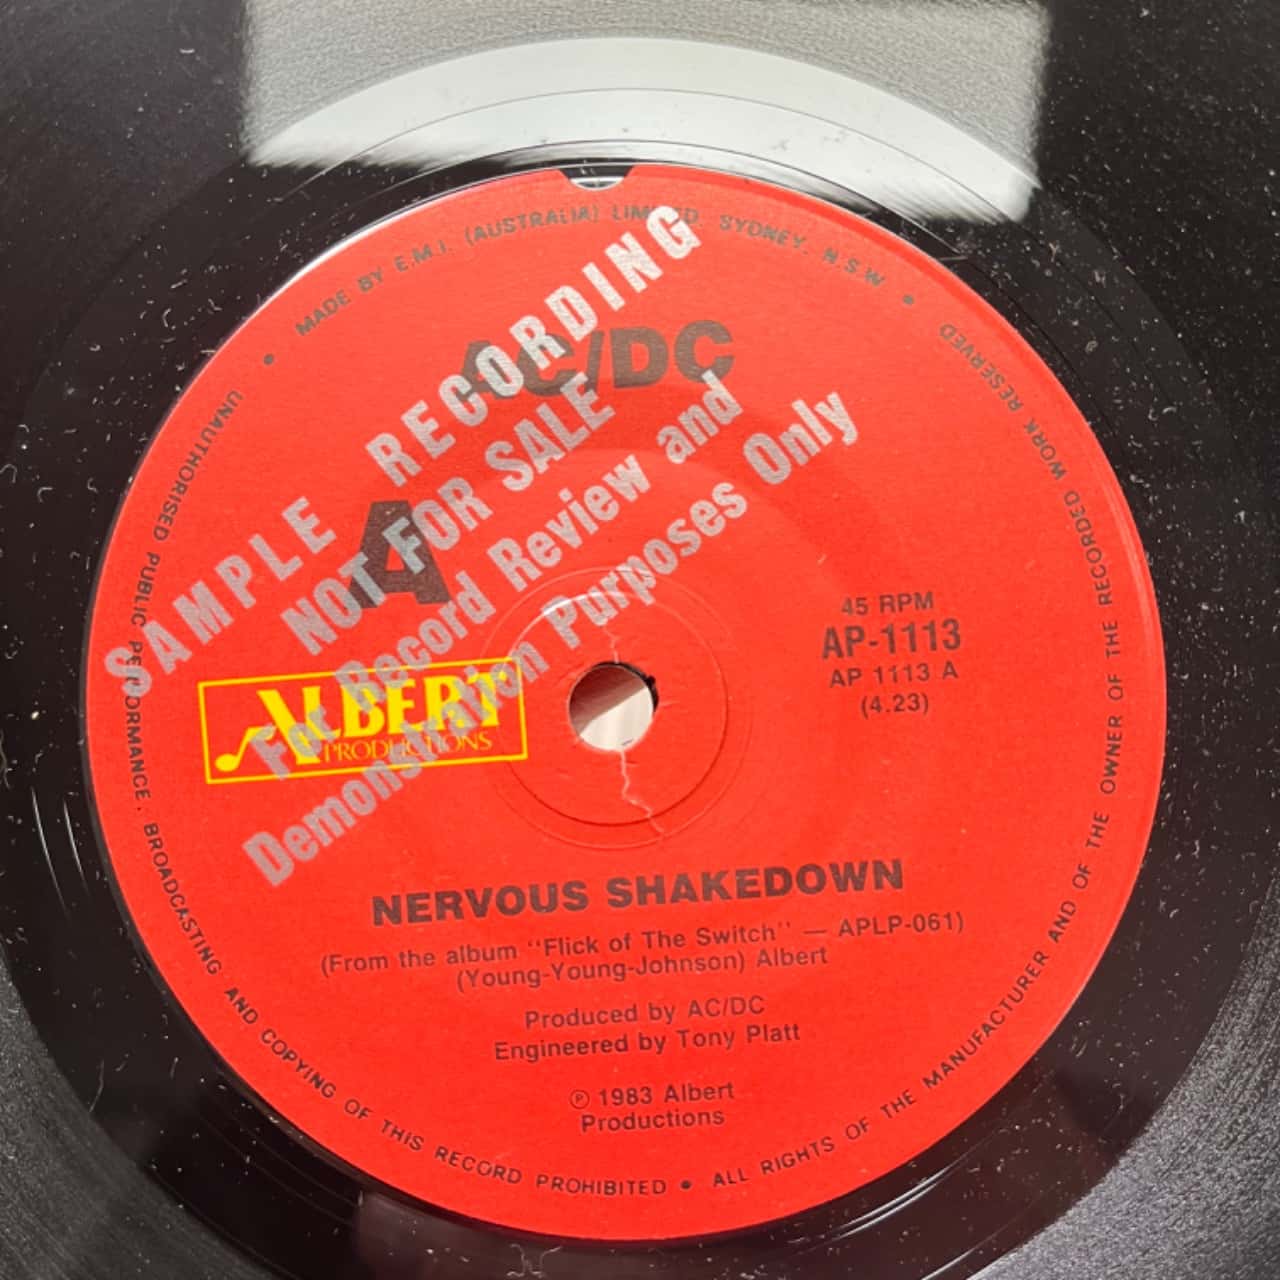 MADE BY E.M.I. (AUSTRALIA) LIMITED. SYDNEY. N.S.W
UNAUTHORISED PUBLIC PERFORMANCE. BROADCASTING AND COPYING OF THIS RECORD PROHIBITED • ALL RIGHTS OF THE MANUFACTURER AND OF THE OWNER OF THE RECORDED WORK RESERVED
AC/DC
SAMPLE RECORDING
NOT FOR SALE
For Record Review and
Demonstration Purposes Only
A
ALBERT
PRODUCTIONS
45 RPM
AP-1113
AP 1113 A
(4.23)
NERVOUS SHAKEDOWN
(From the album "Flick of The Switch" — APLP-061)
(Young-Young-Johnson) Albert
Produced by AC/DC
Engineered by Tony Platt
℗ 1983 Albert
Productions